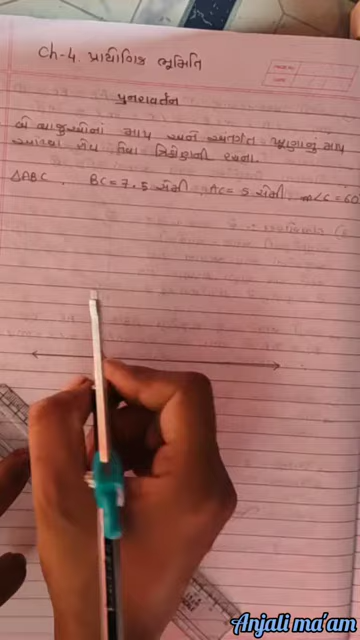 Ch-4. પ્રાયોગિક ભૂમિતિ
પુનરાવર્તન
બે બાજુઓનાં માપ અને અંતર્ગત ખૂણાનું માપ
આપેલા હોય તેવા ત્રિકોણની રચના.
△ABC, BC = 7.5 સેમી, AC = 5 સેમી, m∠C = 60
Anjali ma'am